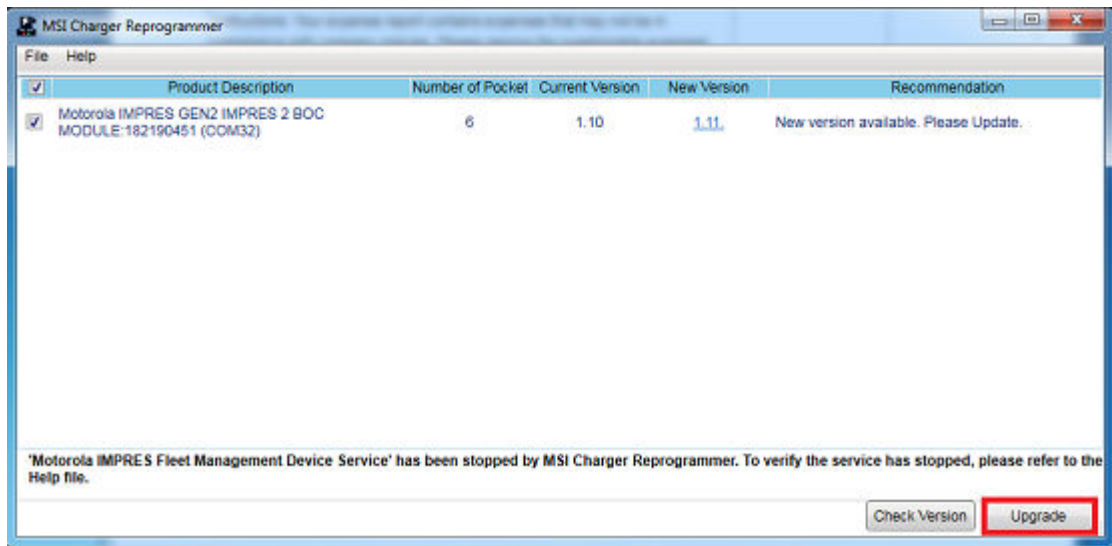 MSI Charger Reprogrammer
File Help
Product Description Number of Pocket Current Version New Version Recommendation
Motorola IMPRES GEN2 IMPRES 2 BOC
MODULE:182190451 (COM32) 6 1.10 1.11. New version available. Please Update.
'Motorola IMPRES Fleet Management Device Service' has been stopped by MSI Charger Reprogrammer. To verify the service has stopped, please refer to the
Help file.
Check Version Upgrade